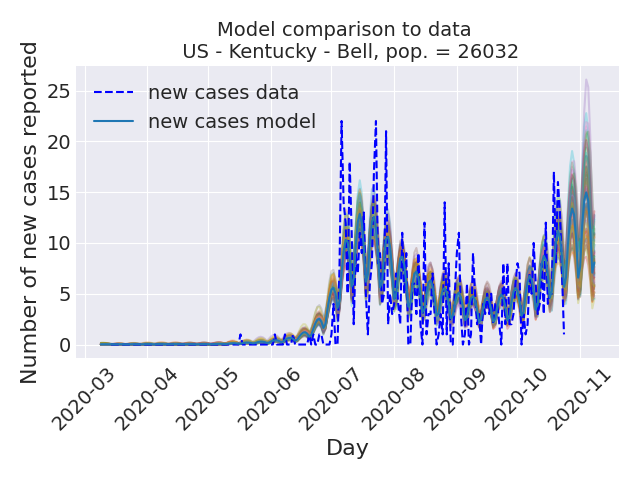 Model comparison to data
US - Kentucky - Bell, pop. = 26032
Number of new cases reported
25
20
15
10
5
0
new cases data
new cases model
2020-03
2020-04
2020-05
2020-06
2020-07
2020-08
2020-09
2020-10
2020-11
Day